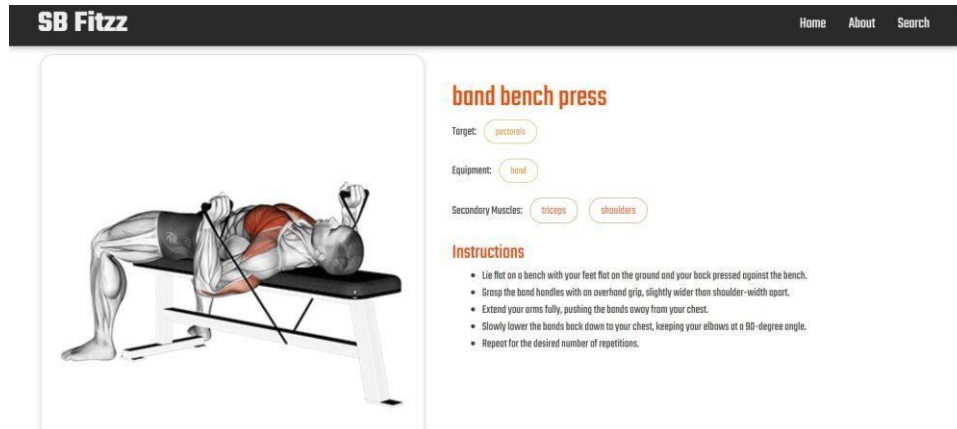 SB Fitzz
Home About Search
band bench press
Target: pectorals
Equipment: band
Secondary Muscles: triceps shoulders
Instructions
• Lie flat on a bench with your feet flat on the ground and your back pressed against the bench.
• Grasp the band handles with an overhand grip, slightly wider than shoulder-width apart.
• Extend your arms fully, pushing the bands away from your chest.
• Slowly lower the bands back down to your chest, keeping your elbows at a 90-degree angle.
• Repeat for the desired number of repetitions.